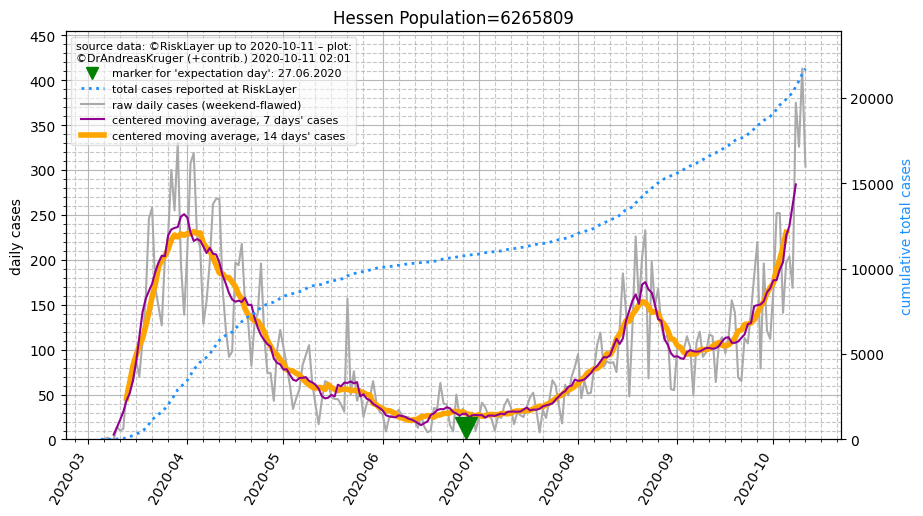 Hessen Population=6265809
source data: ©RiskLayer up to 2020-10-11 – plot:
©DrAndreasKruger (+contrib.) 2020-10-11 02:01
marker for 'expectation day': 27.06.2020
total cases reported at RiskLayer
raw daily cases (weekend-flawed)
centered moving average, 7 days' cases
centered moving average, 14 days' cases
daily cases
450
400
350
300
250
200
150
100
50
0
cumulative total cases
20000
15000
10000
5000
0
2020-03
2020-04
2020-05
2020-06
2020-07
2020-08
2020-09
2020-10